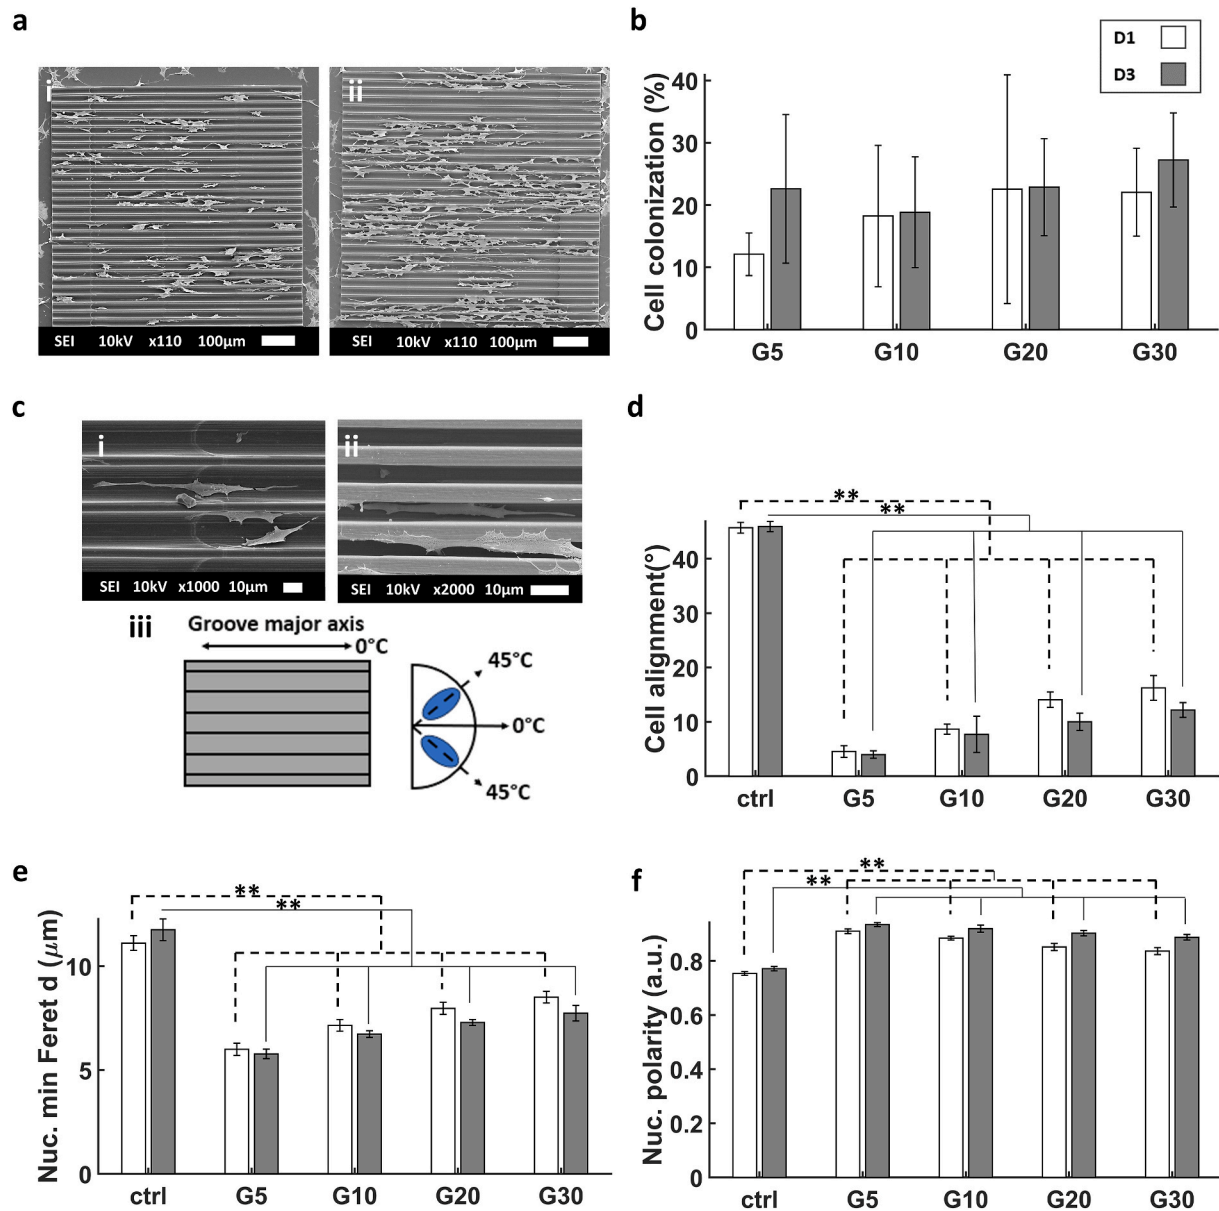 a
i
SEI 10kV x110 100µm
ii
SEI 10kV x110 100µm
b
D1
D3
Cell colonization (%)
40
30
20
10
0
G5 G10 G20 G30
c
i
SEI 10kV x1000 10µm
ii
SEI 10kV x2000 10µm
iii
Groove major axis
0°C
45°C
0°C
45°C
d
**
**
Cell alignment(°)
40
30
20
10
0
ctrl G5 G10 G20 G30
e
**
**
Nuc. min Feret d (µm)
10
5
0
ctrl G5 G10 G20 G30
f
**
**
Nuc. polarity (a.u.)
0.8
0.6
0.4
0.2
0
ctrl G5 G10 G20 G30